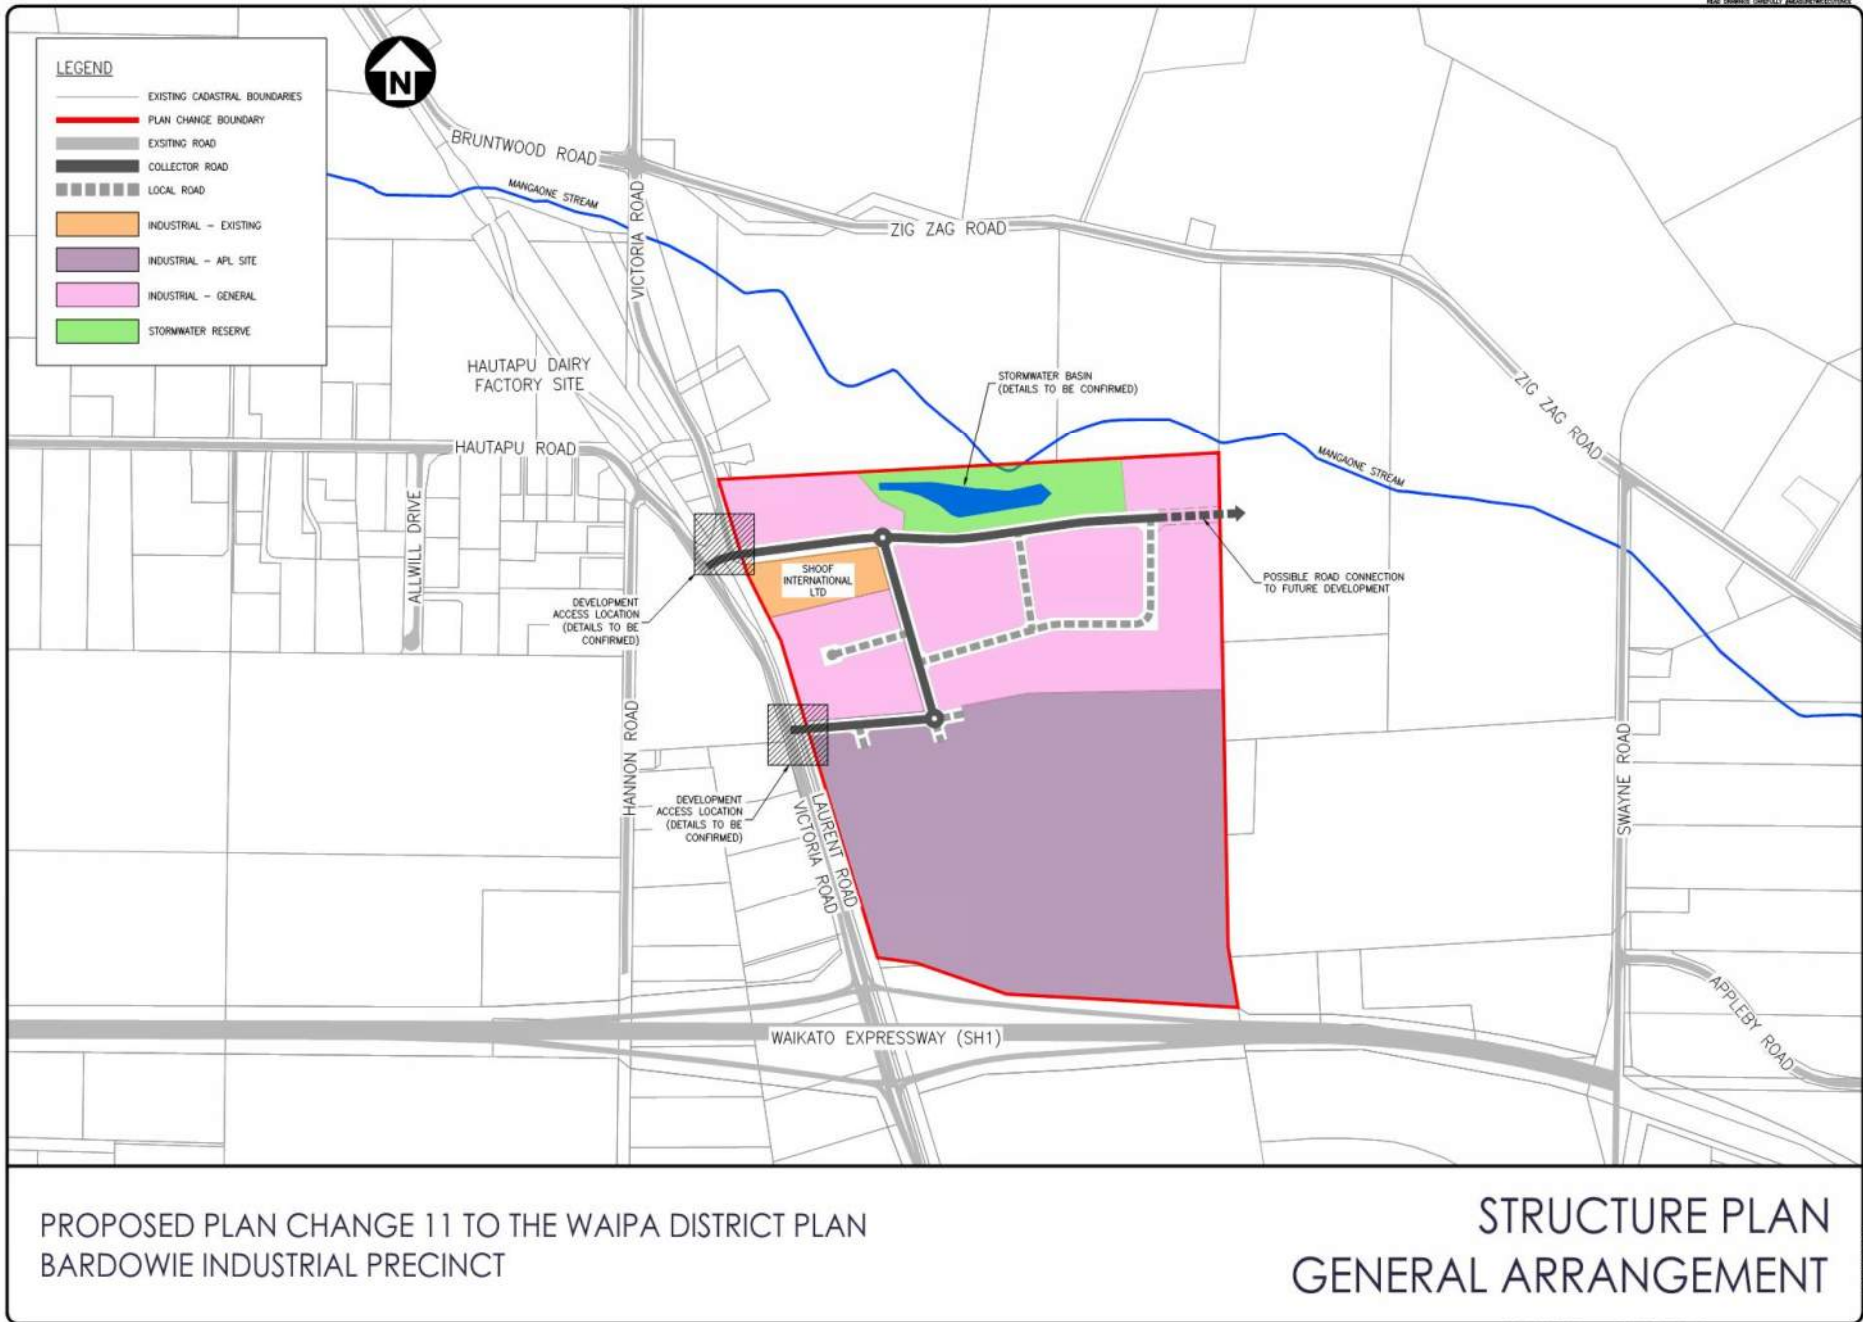 LEGEND
EXISTING CADASTRAL BOUNDARIES
PLAN CHANGE BOUNDARY
EXSITING ROAD
COLLECTOR ROAD
LOCAL ROAD
INDUSTRIAL - EXISTING
INDUSTRIAL - APL SITE
INDUSTRIAL - GENERAL
STORMWATER RESERVE
N
BRUNTWOOD ROAD
MANGAONE STREAM
VICTORIA ROAD
ZIG ZAG ROAD
HAUTAPU DAIRY
FACTORY SITE
STORMWATER BASIN
(DETAILS TO BE CONFIRMED)
ZIG ZAG ROAD
HAUTAPU ROAD
MANGAONE STREAM
ALLWILL DRIVE
SHOOF
INTERNATIONAL
LTD
POSSIBLE ROAD CONNECTION
TO FUTURE DEVELOPMENT
DEVELOPMENT
ACCESS LOCATION
(DETAILS TO BE
CONFIRMED)
HANNON ROAD
DEVELOPMENT
ACCESS LOCATION
(DETAILS TO BE
CONFIRMED)
LAURENT ROAD
VICTORIA ROAD
SWAYNE ROAD
APPLEBY ROAD
WAIKATO EXPRESSWAY (SH1)
PROPOSED PLAN CHANGE 11 TO THE WAIPA DISTRICT PLAN
BARDOWIE INDUSTRIAL PRECINCT
STRUCTURE PLAN
GENERAL ARRANGEMENT